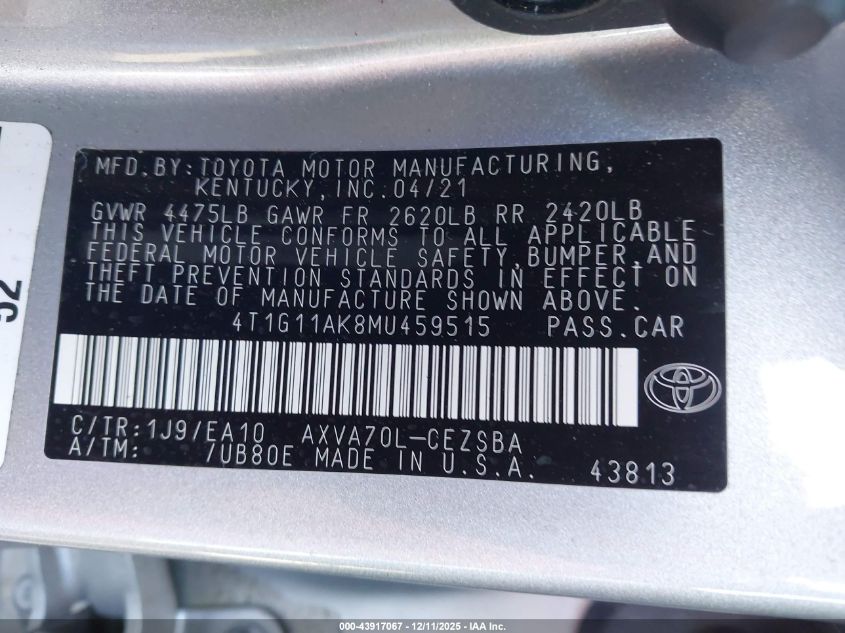 MFD. BY: TOYOTA MOTOR MANUFACTURING,
KENTUCKY, INC. 04/21
GVWR 4475LB GAWR FR 2620LB RR 2420LB
THIS VEHICLE CONFORMS TO ALL APPLICABLE
FEDERAL MOTOR VEHICLE SAFETY, BUMPER, AND
THEFT PREVENTION STANDARDS IN EFFECT ON
THE DATE OF MANUFACTURE SHOWN ABOVE.
4T1G11AK8MU459515 PASS. CAR
C/TR: 1J9/EA10 AXVA70L-CEZSBA
A/TM: 7UB80E MADE IN U.S.A. 43813
52
000-43917067 - 12/11/2025 - IAA Inc.